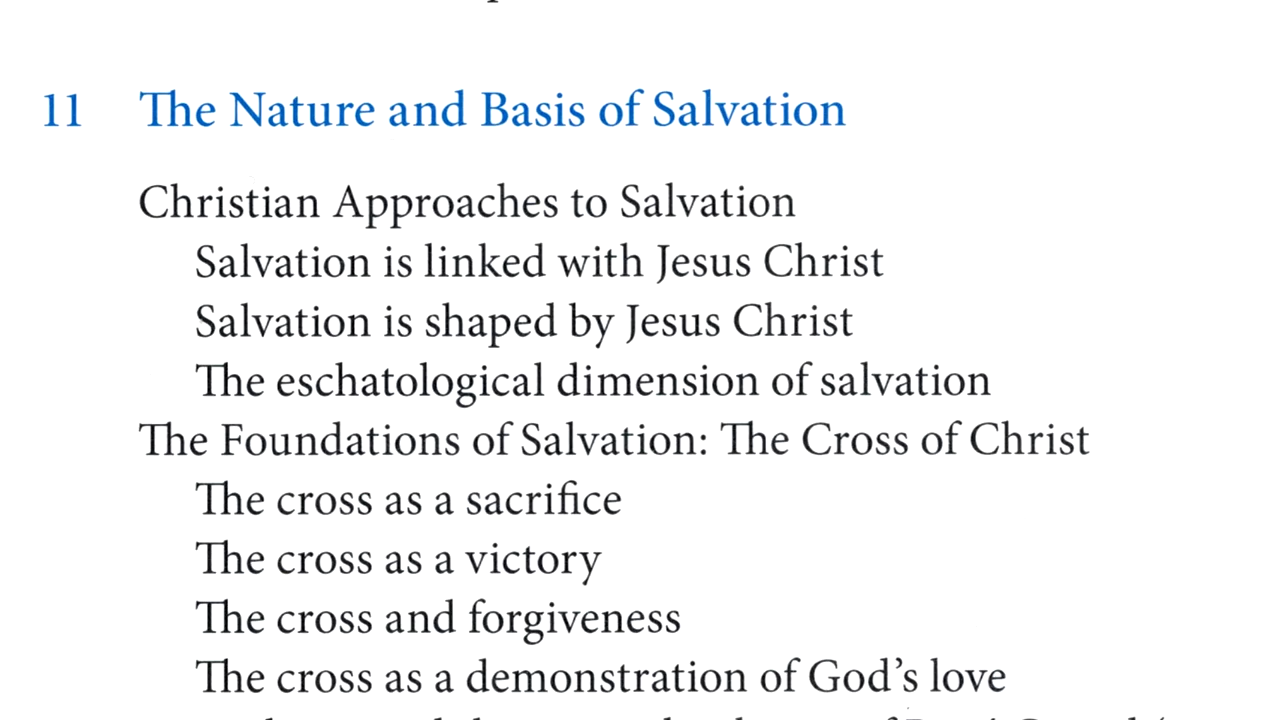 11 The Nature and Basis of Salvation
Christian Approaches to Salvation
Salvation is linked with Jesus Christ
Salvation is shaped by Jesus Christ
The eschatological dimension of salvation
The Foundations of Salvation: The Cross of Christ
The cross as a sacrifice
The cross as a victory
The cross and forgiveness
The cross as a demonstration of God’s love